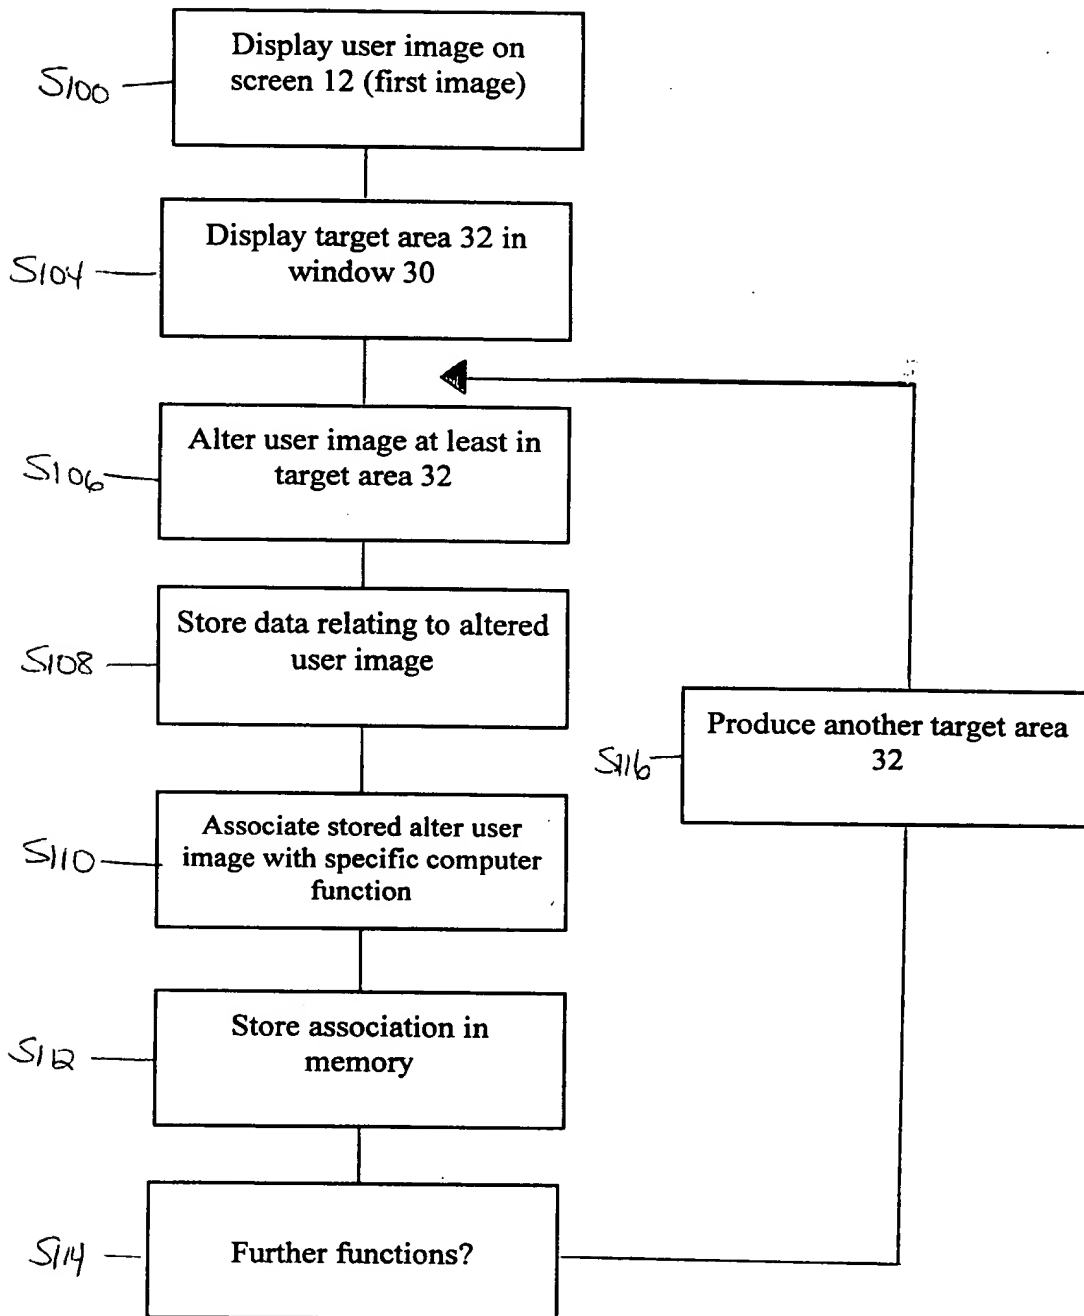 Display user image on
screen 12 (first image)
S100
Display target area 32 in
window 30
S104
Alter user image at least in
target area 32
S106
Store data relating to altered
user image
S108
Produce another target area
32
S116
Associate stored alter user
image with specific computer
function
S110
Store association in
memory
S112
Further functions?
S114